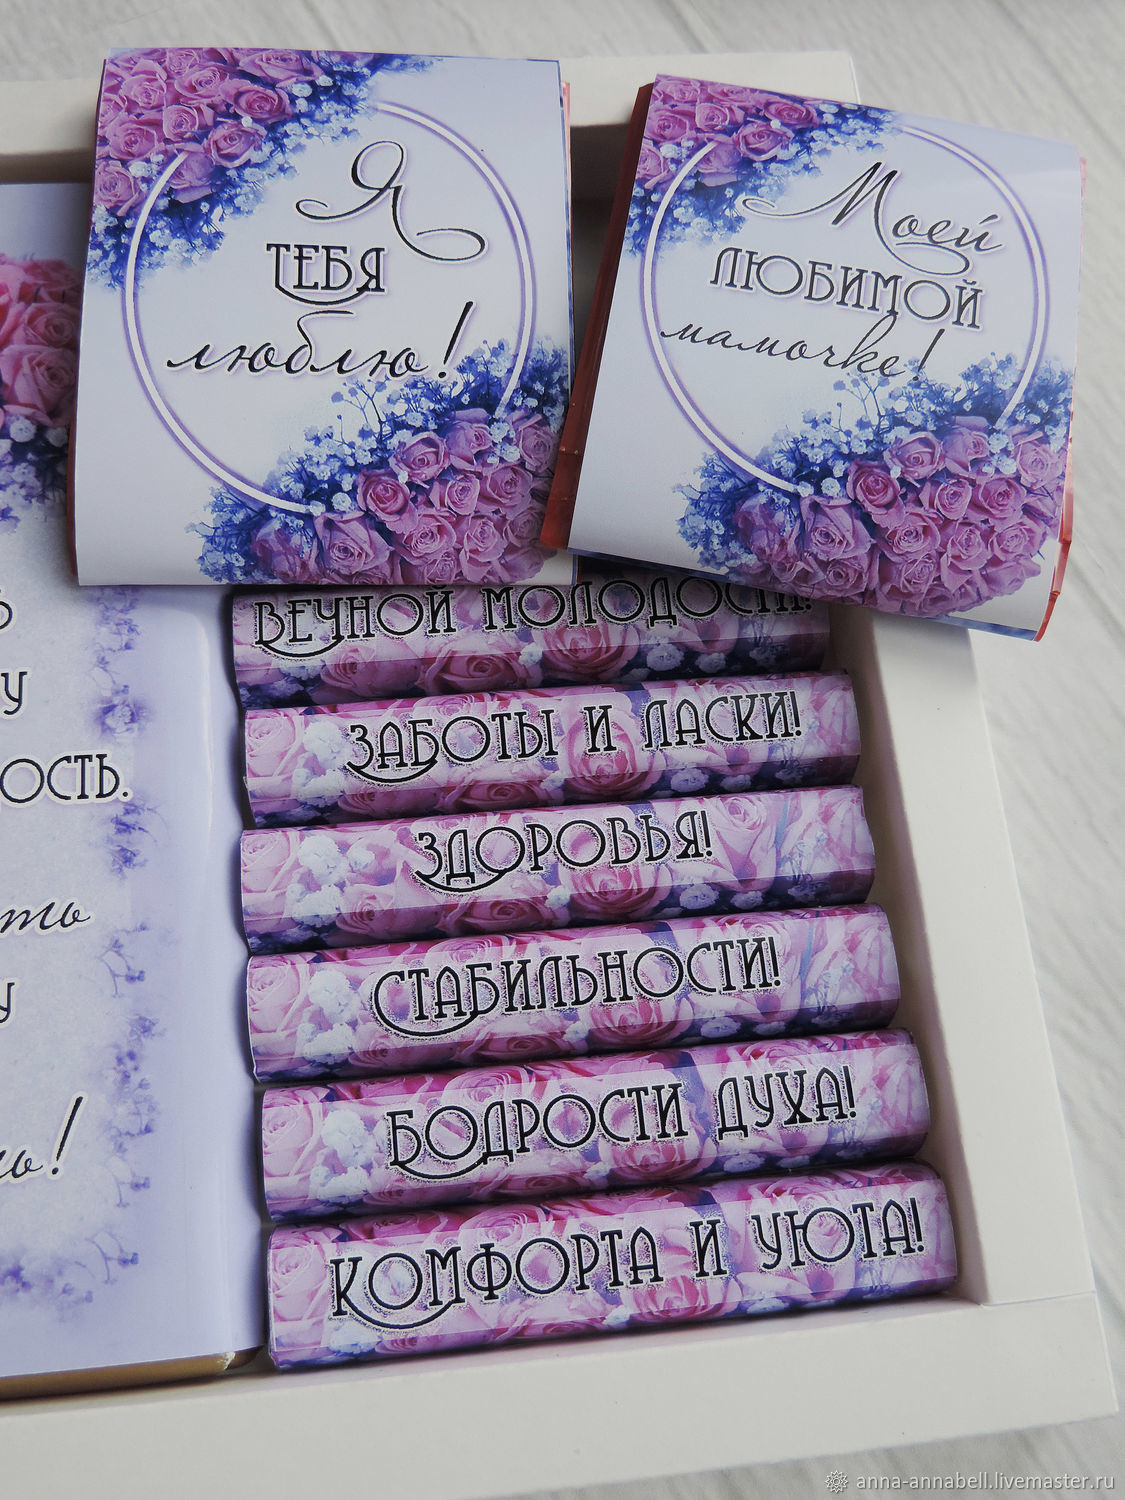 Я
ТЕБЯ
люблю!
Моей
ЛЮБИМОЙ
мамочке!
ВЕЧНОЙ МОЛОДОСТИ!
ЗАБОТЫ И ЛАСКИ!
ЗДОРОВЬЯ!
СТАБИЛЬНОСТИ!
БОДРОСТИ ДУХА!
КОМФОРТА И УЮТА!
anna-annabell.livemaster.ru